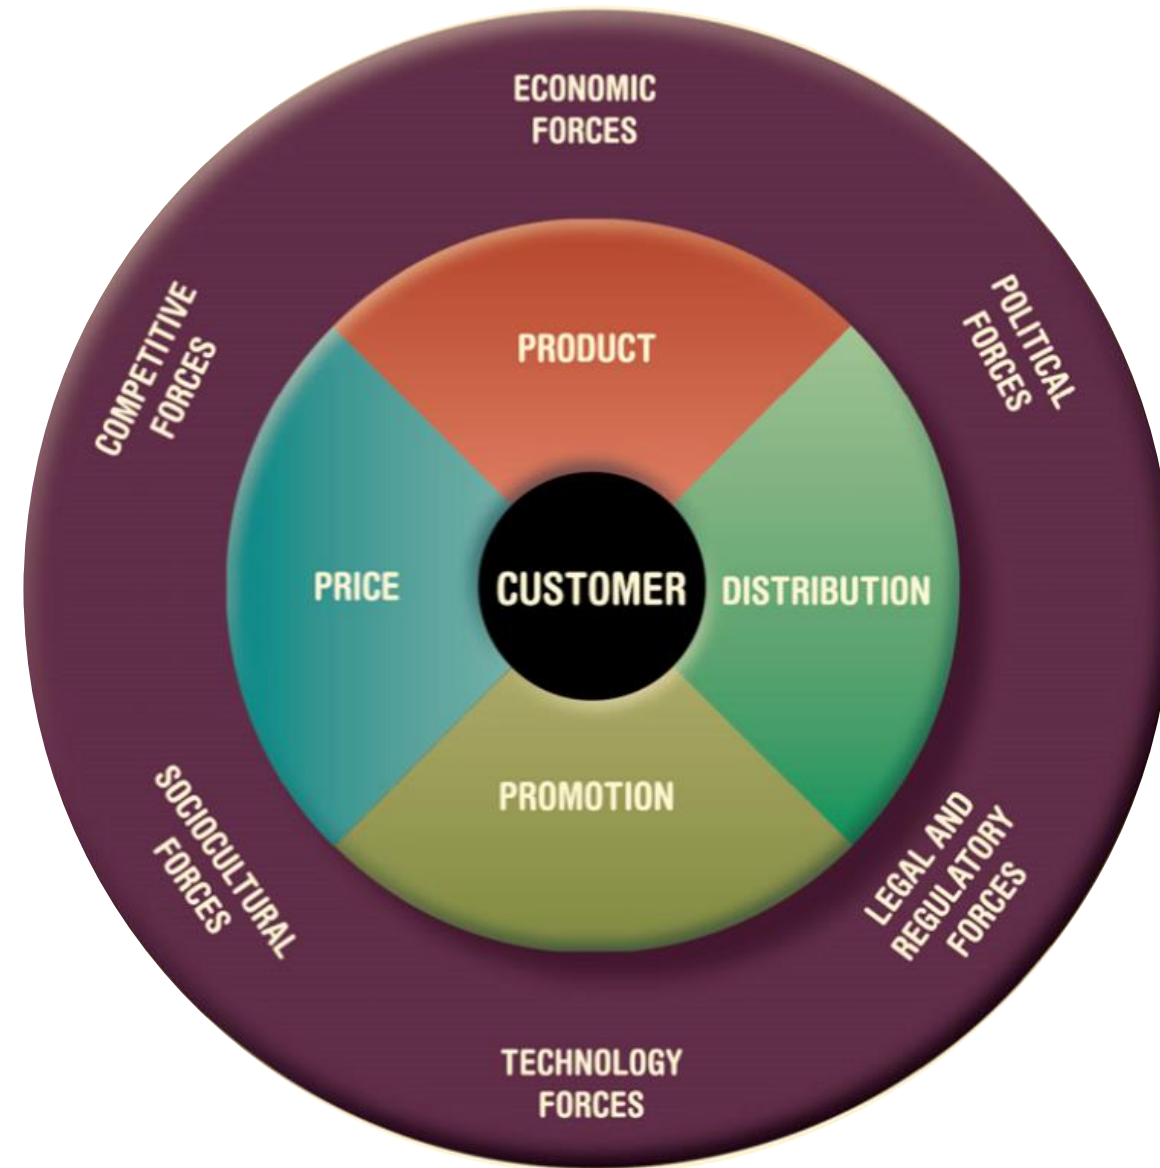 ECONOMIC
FORCES
POLITICAL
FORCES
LEGAL AND
REGULATORY
FORCES
TECHNOLOGY
FORCES
SOCIOCULTURAL
FORCES
COMPETITIVE
FORCES
PRODUCT
PRICE
CUSTOMER
DISTRIBUTION
PROMOTION